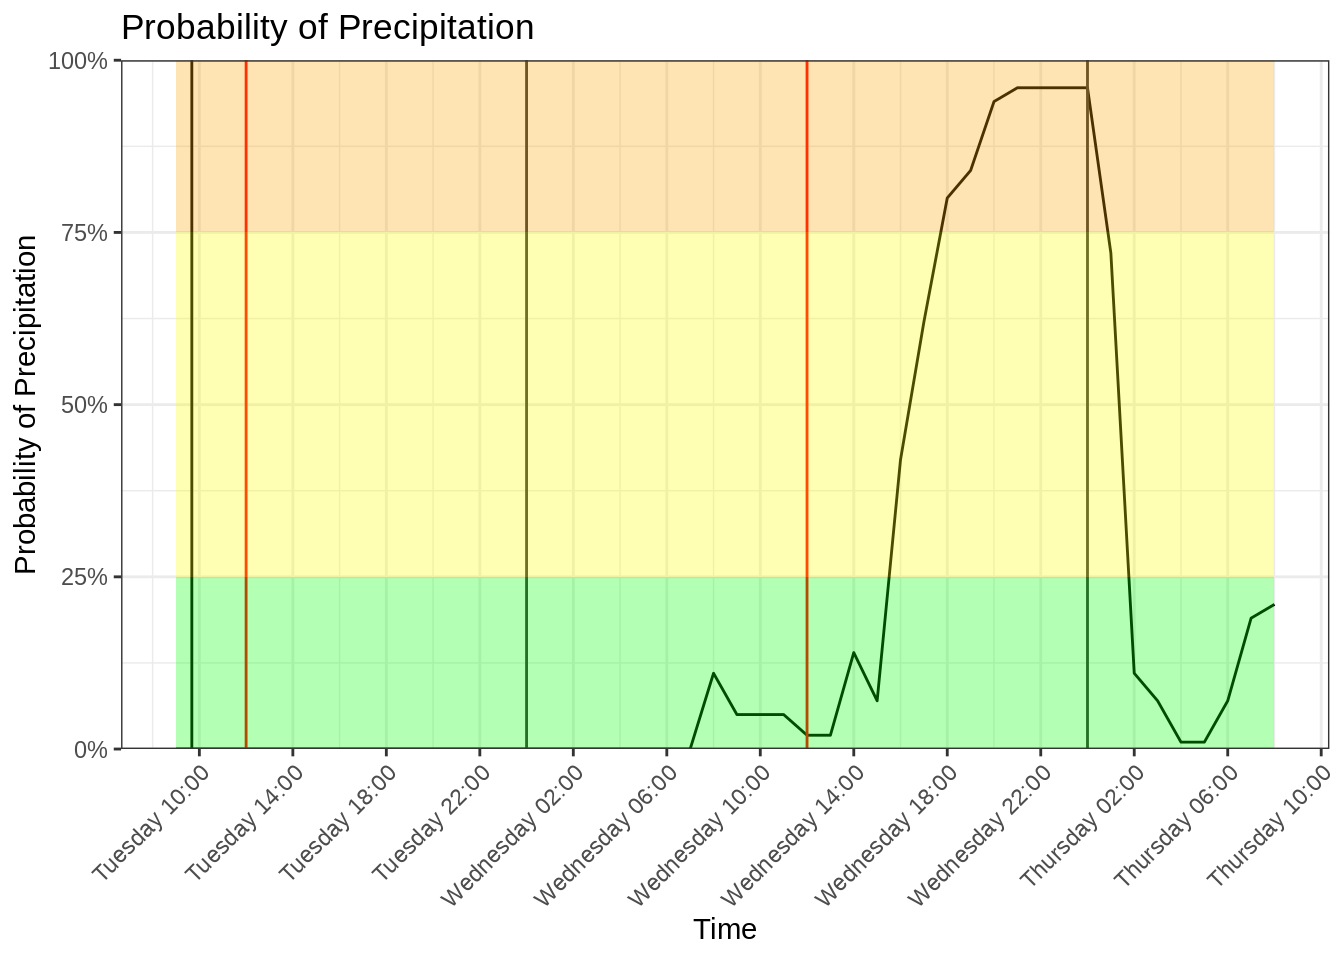 Probability of Precipitation
Probability of Precipitation
100%
75%
50%
25%
0%
Tuesday 10:00
Tuesday 14:00
Tuesday 18:00
Tuesday 22:00
Wednesday 02:00
Wednesday 06:00
Wednesday 10:00
Wednesday 14:00
Wednesday 18:00
Wednesday 22:00
Thursday 02:00
Thursday 06:00
Thursday 10:00
Time